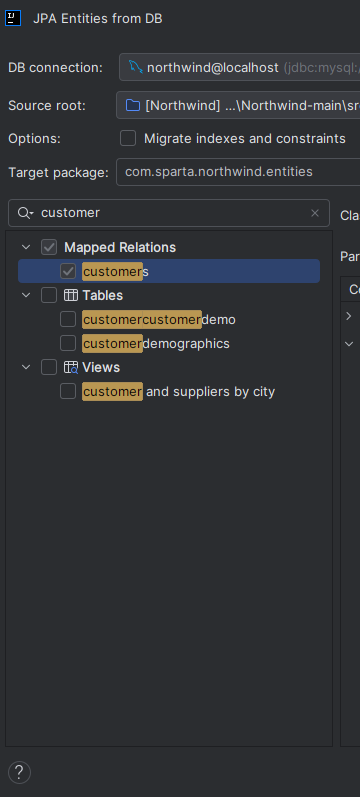 JPA Entities from DB
DB connection: northwind@localhost (jdbc:mysql:
Source root: [Northwind] ...\Northwind-main\sr
Options: Migrate indexes and constraints
Target package: com.sparta.northwind.entities
customer Cla
Mapped Relations Par
customers
Tables Co
customercustomerdemo
customerdemographics
Views
customer and suppliers by city
?